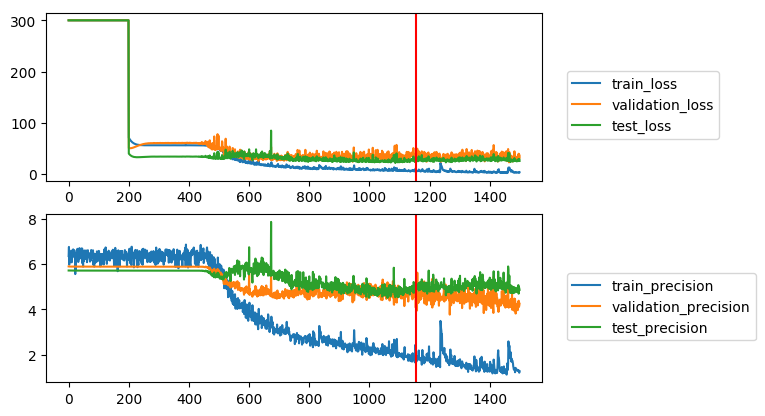 300
200
100
0
0 200 400 600 800 1000 1200 1400
train_loss
validation_loss
test_loss
8
6
4
2
0 200 400 600 800 1000 1200 1400
train_precision
validation_precision
test_precision